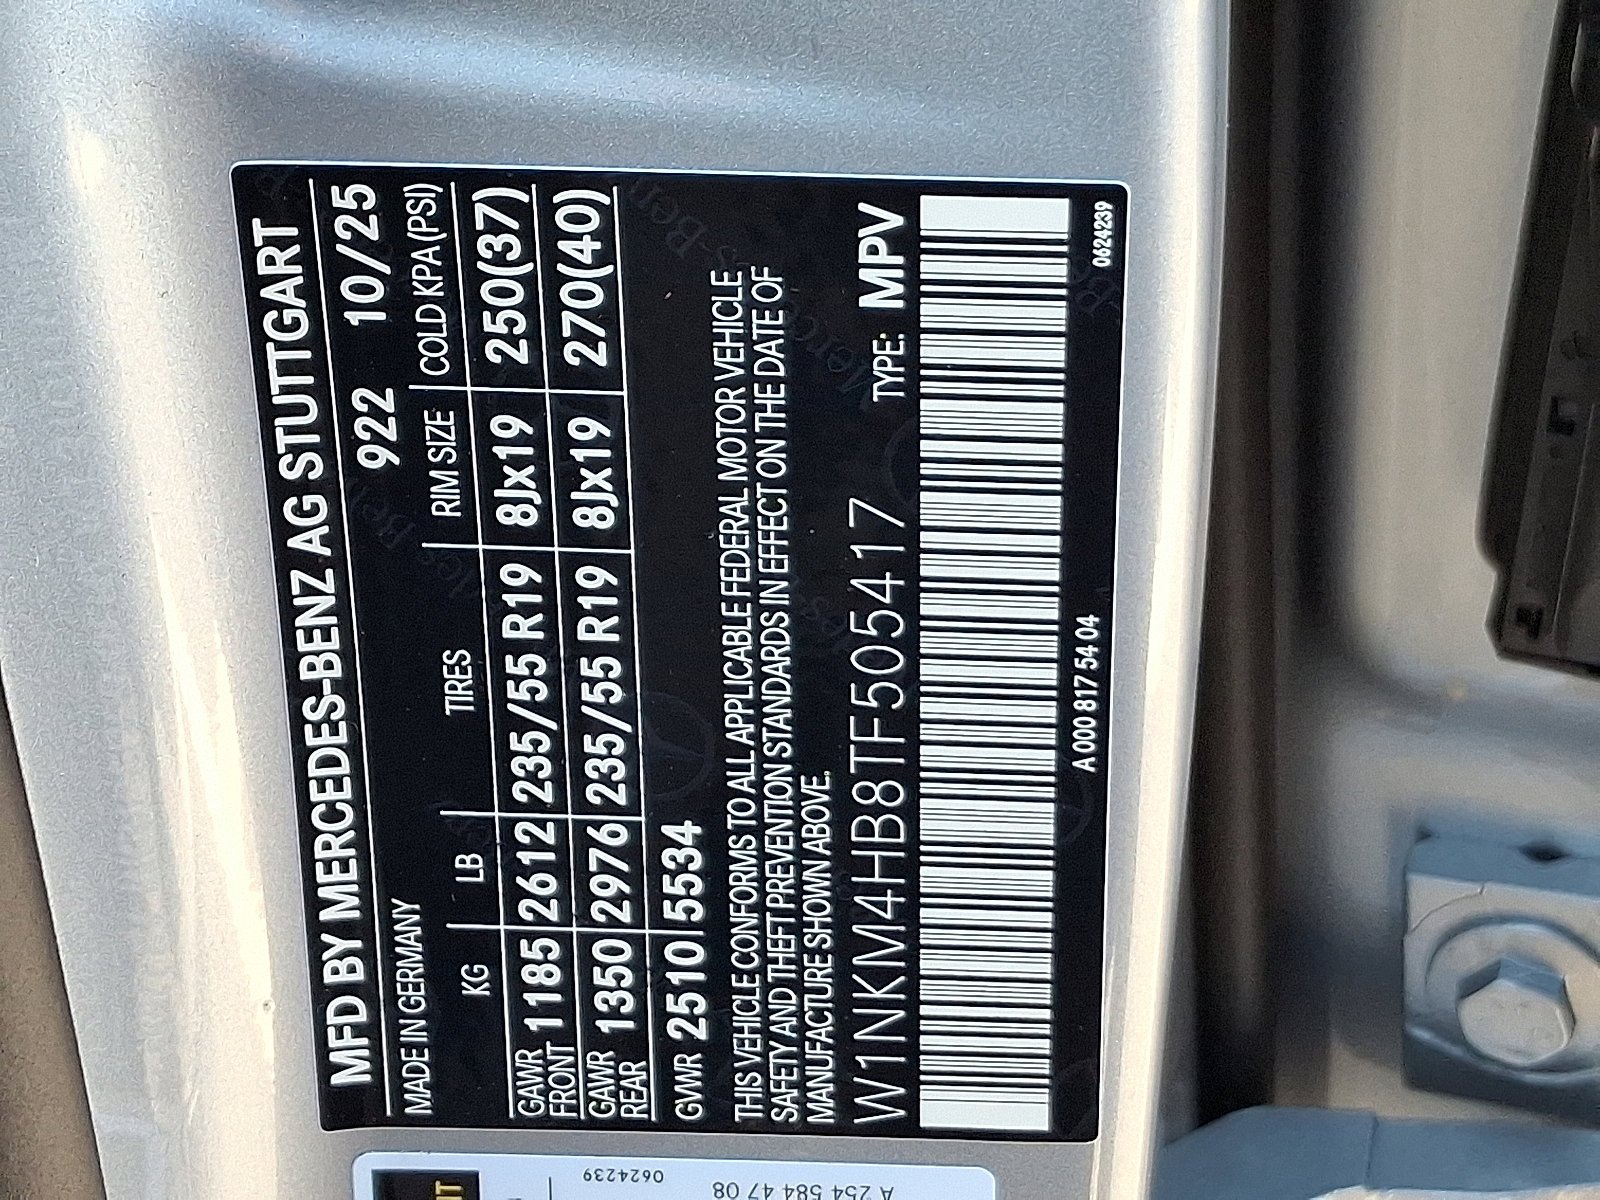 MFD BY MERCEDES-BENZ AG STUTTGART
MADE IN GERMANY 922 10/25
KG LB TIRES RIM SIZE COLD KPA(PSI)
GAWR FRONT 1185 2612 235/55 R19 8Jx19 250(37)
GAWR REAR 1350 2976 235/55 R19 8Jx19 270(40)
GVWR 2510 5534
THIS VEHICLE CONFORMS TO ALL APPLICABLE FEDERAL MOTOR VEHICLE
SAFETY AND THEFT PREVENTION STANDARDS IN EFFECT ON THE DATE OF
MANUFACTURE SHOWN ABOVE.
W1NKM4HB8TF505417 TYPE: MPV
A 000 817 54 04 0624239
0624239
A 254 584 47 08